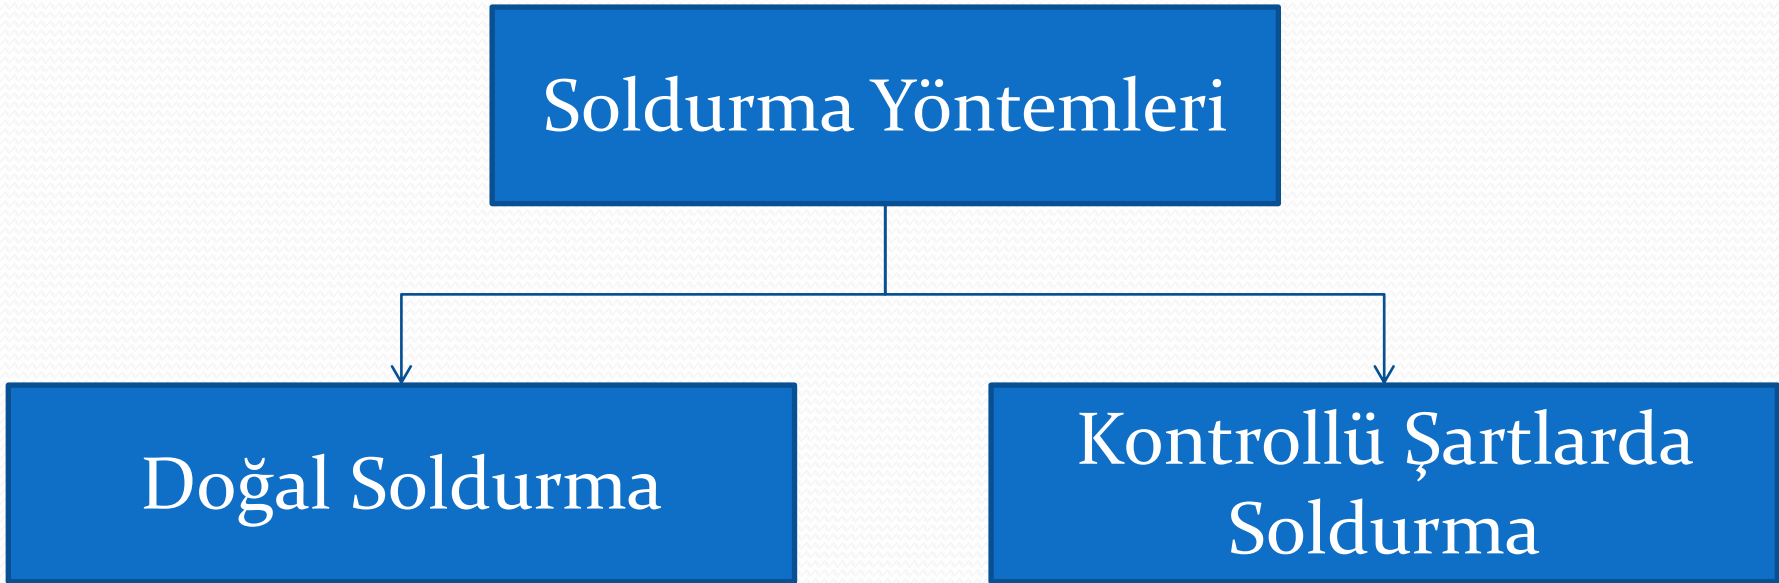 Soldurma Yöntemleri
Doğal Soldurma
Kontrollü Şartlarda
Soldurma